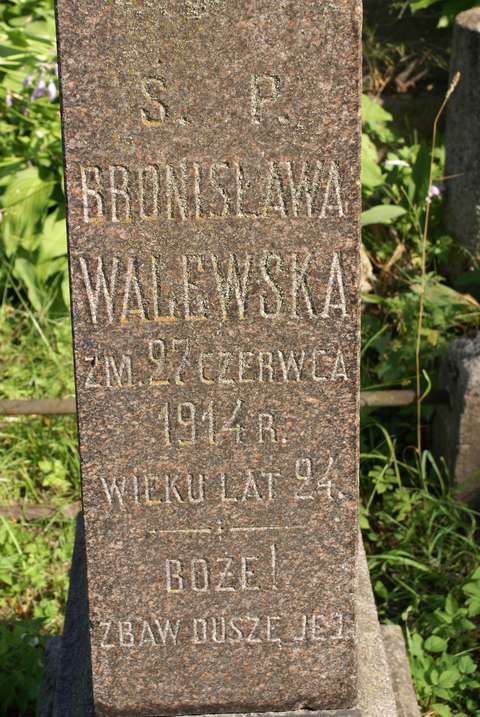 Ś. P.
BRONISŁAWA
WALEWSKA
ZM. 27 CZERWCA
1914 R.
WIEKU LAT 24.
BOŻE!
ZBAW DUSZĘ JEJ.